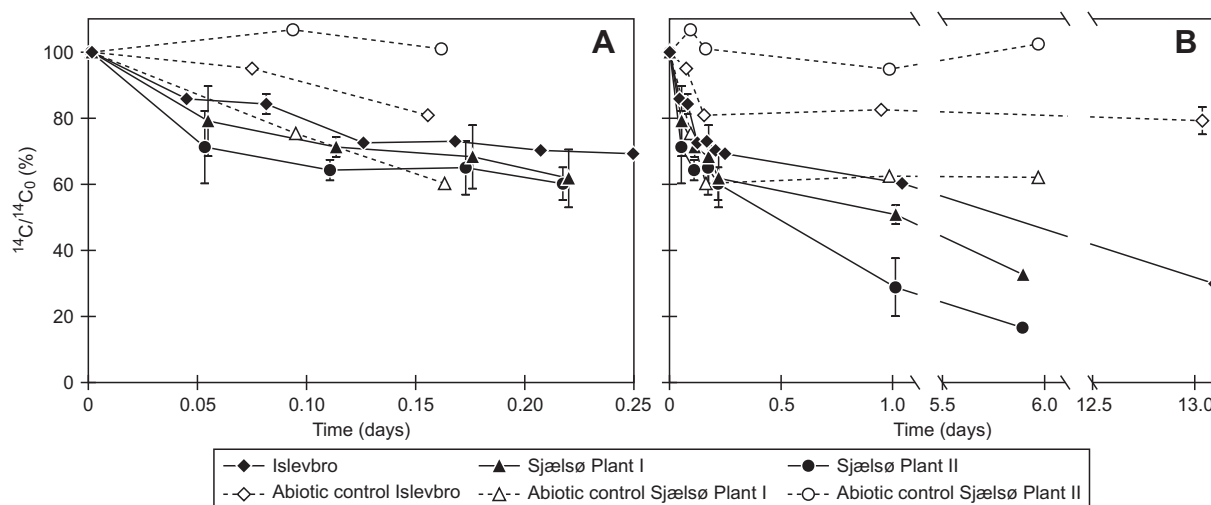 A
B
¹⁴C/¹⁴C₀ (%)
100
80
60
40
20
0
0 0.05 0.10 0.15 0.20 0.25
Time (days)
0 0.5 1.0 5.5 6.0 12.5 13.0
Time (days)
Islevbro Sjælsø Plant I Sjælsø Plant II
Abiotic control Islevbro Abiotic control Sjælsø Plant I Abiotic control Sjælsø Plant II